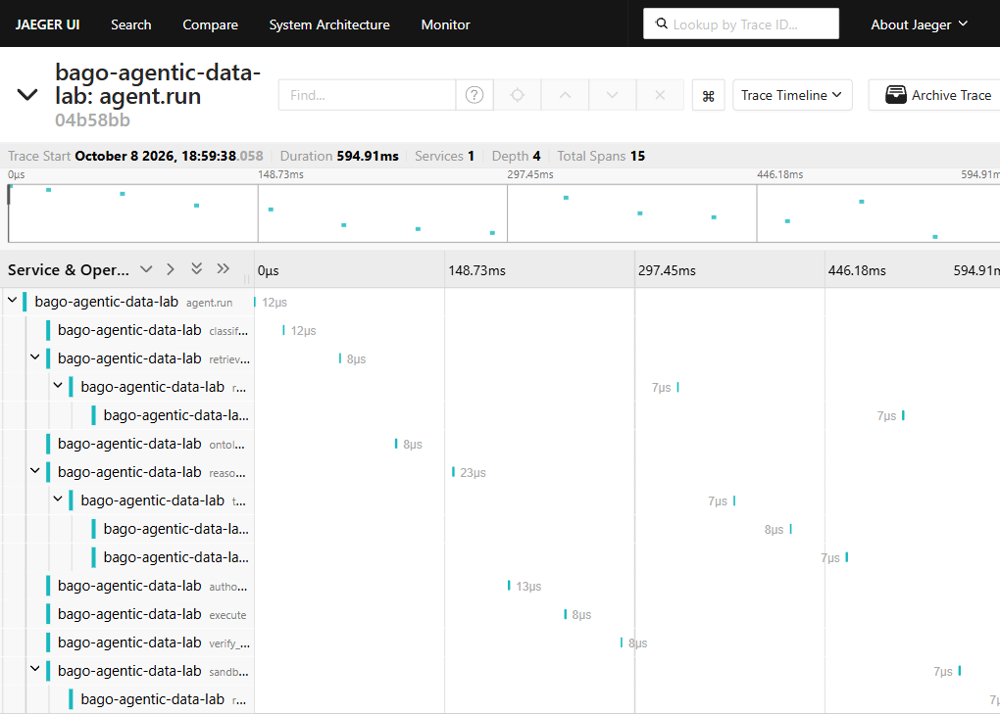 JAEGER UI Search Compare System Architecture Monitor Lookup by Trace ID... About Jaeger
bago-agentic-data-
lab: agent.run
04b58bb
Find... ? ⌘ Trace Timeline Archive Trace
Trace Start October 8 2026, 18:59:38.058 Duration 594.91ms Services 1 Depth 4 Total Spans 15
0μs 148.73ms 297.45ms 446.18ms 594.91m
Service & Oper... 0μs 148.73ms 297.45ms 446.18ms 594.91m
bago-agentic-data-lab agent.run 12μs
bago-agentic-data-lab classif... 12μs
bago-agentic-data-lab retriev... 8μs
bago-agentic-data-lab r... 7μs
bago-agentic-data-la... 7μs
bago-agentic-data-lab ontol... 8μs
bago-agentic-data-lab reaso... 23μs
bago-agentic-data-lab t... 7μs
bago-agentic-data-la... 8μs
bago-agentic-data-la... 7μs
bago-agentic-data-lab autho... 13μs
bago-agentic-data-lab execute 8μs
bago-agentic-data-lab verify_... 8μs
bago-agentic-data-lab sandb... 7μs
bago-agentic-data-lab r... 7μ